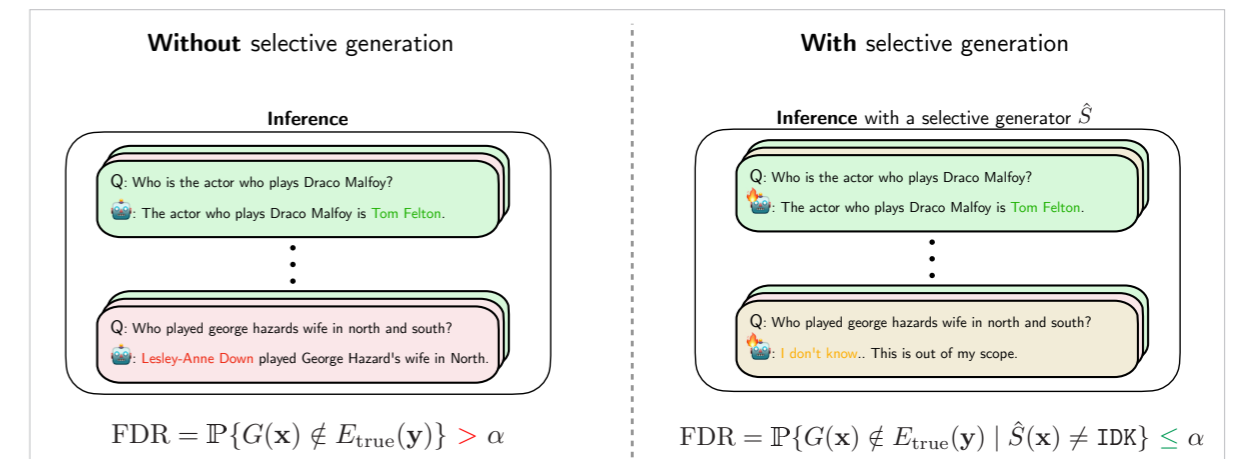 Without selective generation
Inference
Q: Who is the actor who plays Draco Malfoy?
: The actor who plays Draco Malfoy is Tom Felton.
Q: Who played george hazards wife in north and south?
: Lesley-Anne Down played George Hazard's wife in North.
FDR = ℙ{G(𝐱) ∉ E_true(𝐲)} > α
With selective generation
Inference with a selective generator Ŝ
Q: Who is the actor who plays Draco Malfoy?
: The actor who plays Draco Malfoy is Tom Felton.
Q: Who played george hazards wife in north and south?
: I don't know.. This is out of my scope.
FDR = ℙ{G(𝐱) ∉ E_true(𝐲) | Ŝ(𝐱) ≠ IDK} ≤ α